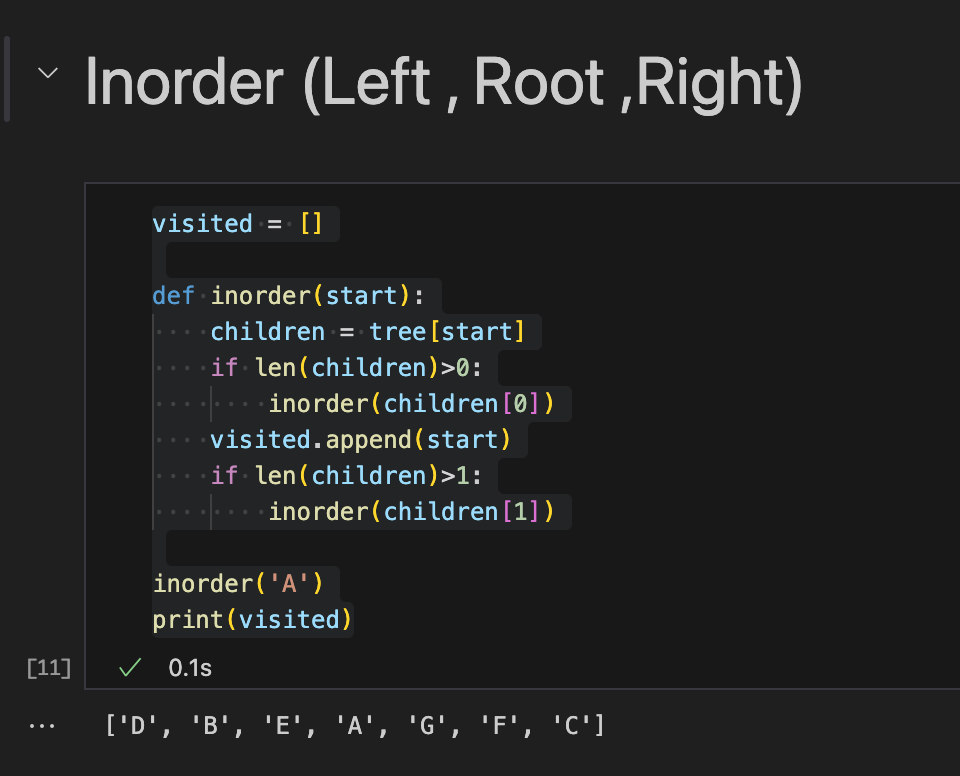 Inorder (Left , Root ,Right)
visited = []
def inorder(start):
    children = tree[start]
    if len(children)>0:
        inorder(children[0])
    visited.append(start)
    if len(children)>1:
        inorder(children[1])
inorder('A')
print(visited)
[11] ✓ 0.1s
... ['D', 'B', 'E', 'A', 'G', 'F', 'C']